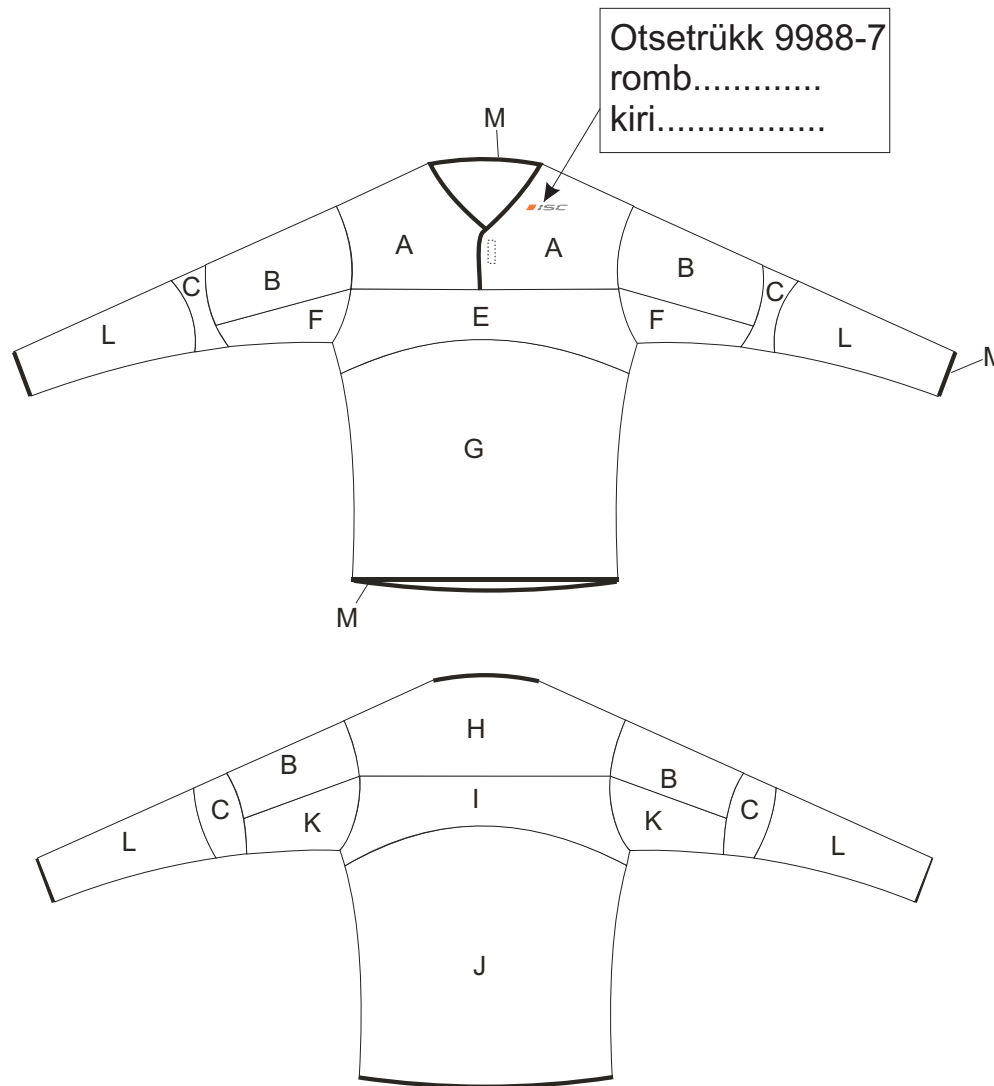 Otsetrükk 9988-7
romb.............
kiri.................
M
ISC
A
A
B
B
C
C
F
E
F
L
L
M
G
M
H
B
B
I
C
C
K
K
L
L
J